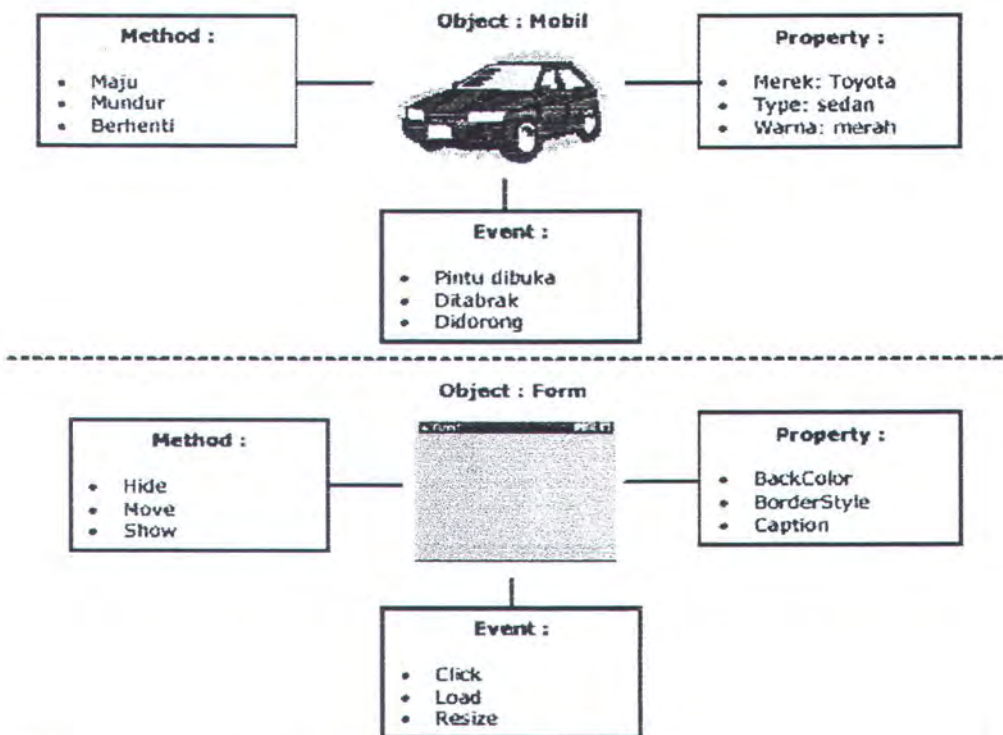 Object : Mobil
Method :
• Maju
• Mundur
• Berhenti
Property :
• Merek: Toyota
• Type: sedan
• Warna: merah
Event :
• Pintu dibuka
• Ditabrak
• Didorong
Object : Form
Method :
• Hide
• Move
• Show
Property :
• BackColor
• BorderStyle
• Caption
Event :
• Click
• Load
• Resize